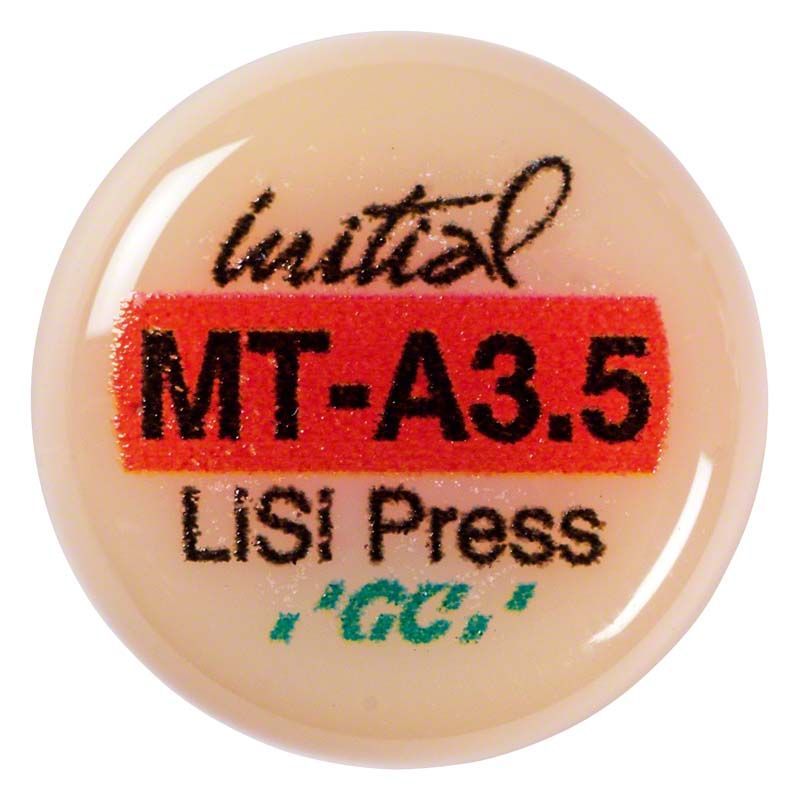 initial
MT-A3.5
LiSi Press
GC